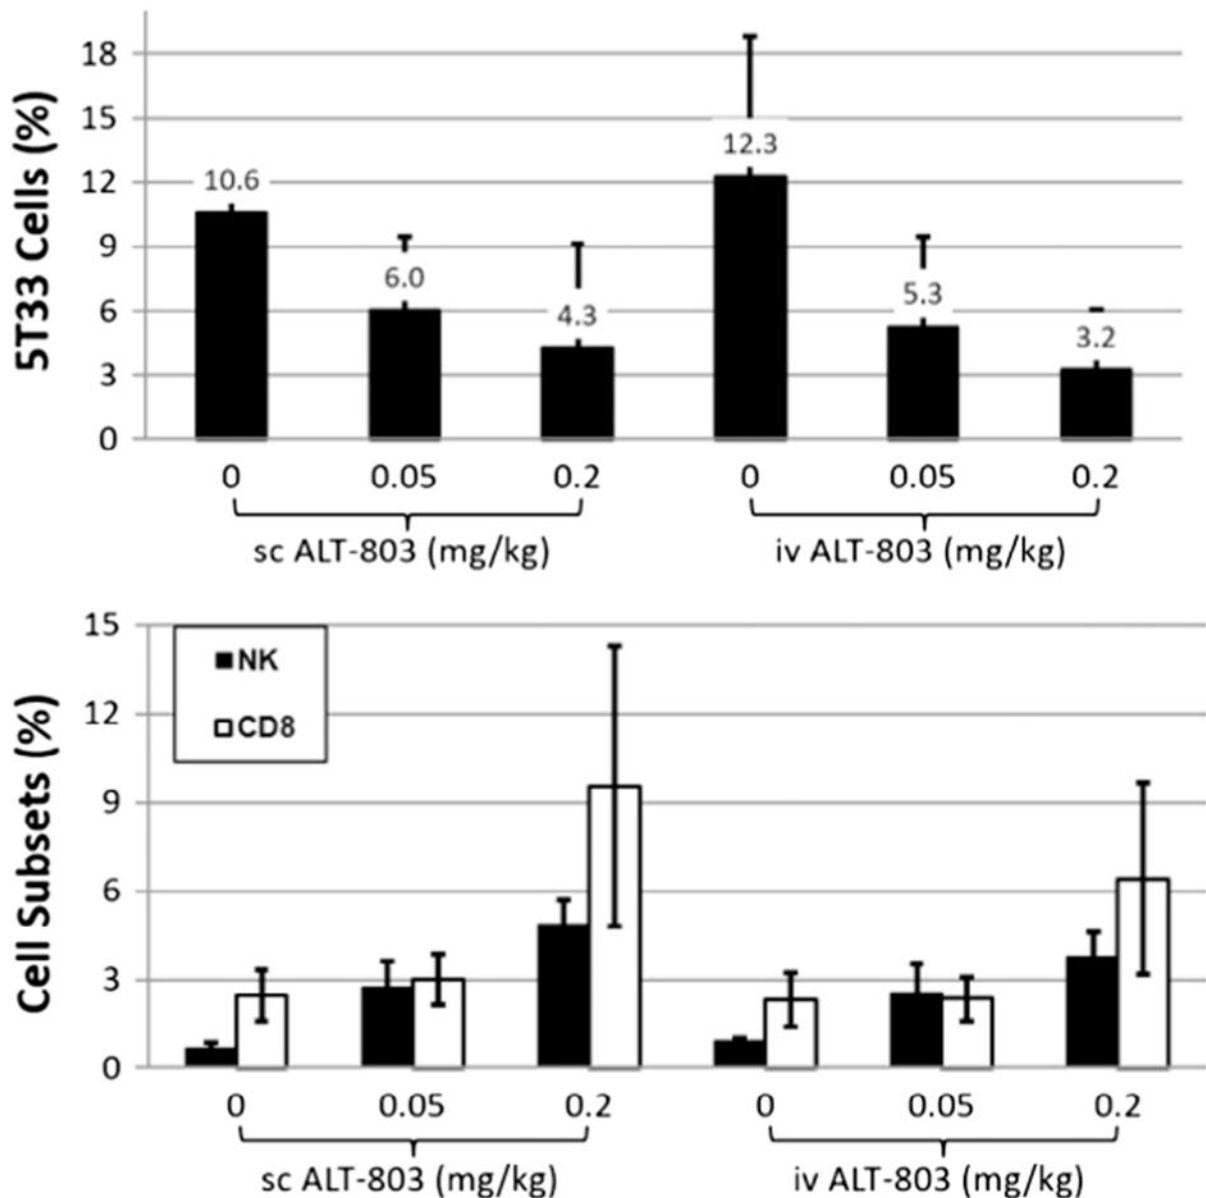 5T33 Cells (%)
18
15
12
9
6
3
0
10.6
6.0
4.3
12.3
5.3
3.2
0 0.05 0.2 0 0.05 0.2
sc ALT-803 (mg/kg) iv ALT-803 (mg/kg)
Cell Subsets (%)
15
12
9
6
3
0
NK
CD8
0 0.05 0.2 0 0.05 0.2
sc ALT-803 (mg/kg) iv ALT-803 (mg/kg)